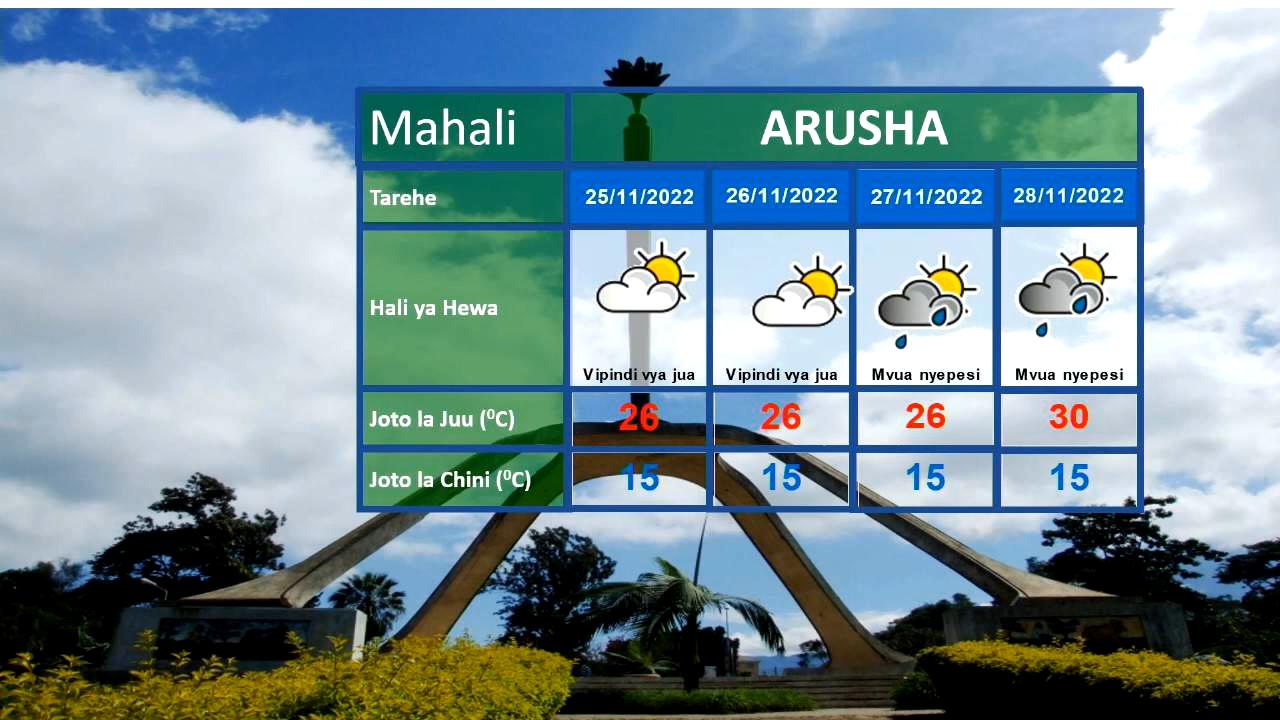 Mahali ARUSHA
Tarehe 25/11/2022 26/11/2022 27/11/2022 28/11/2022
Hali ya Hewa Vipindi vya jua Vipindi vya jua Mvua nyepesi Mvua nyepesi
Joto la Juu (⁰C) 26 26 26 30
Joto la Chini (⁰C) 15 15 15 15